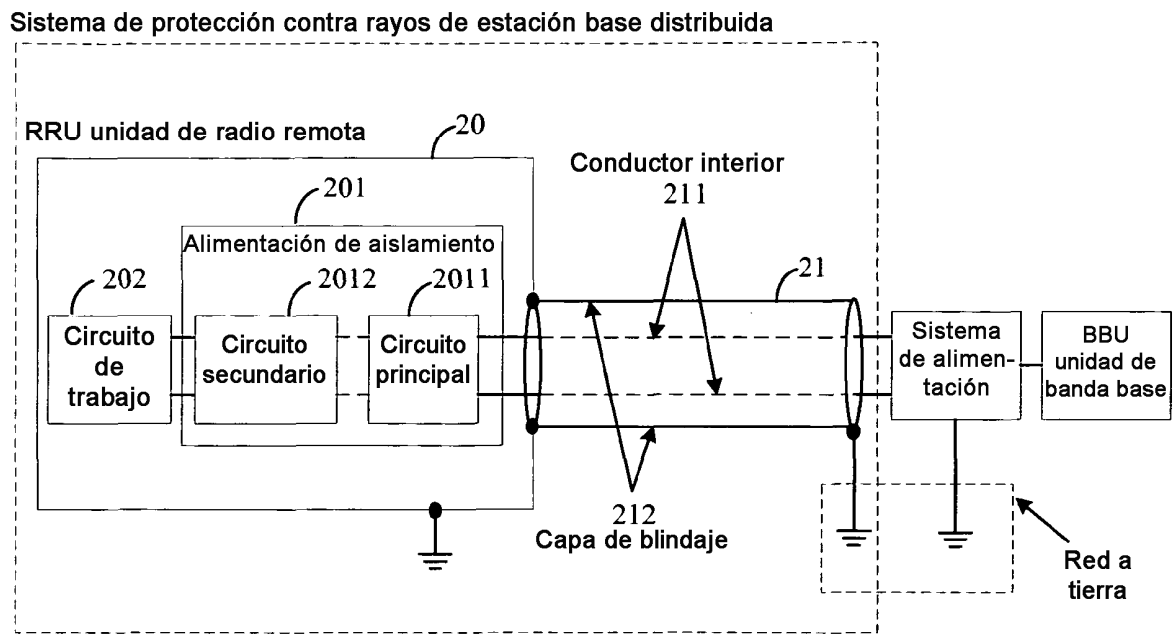 Sistema de protección contra rayos de estación base distribuida
RRU unidad de radio remota
20
Conductor interior
211
201
Alimentación de aislamiento
202
2012
2011
21
Circuito
de
trabajo
Circuito
secundario
Circuito
principal
Sistema
de alimen-
tación
BBU
unidad de
banda base
212
Capa de blindaje
Red a
tierra